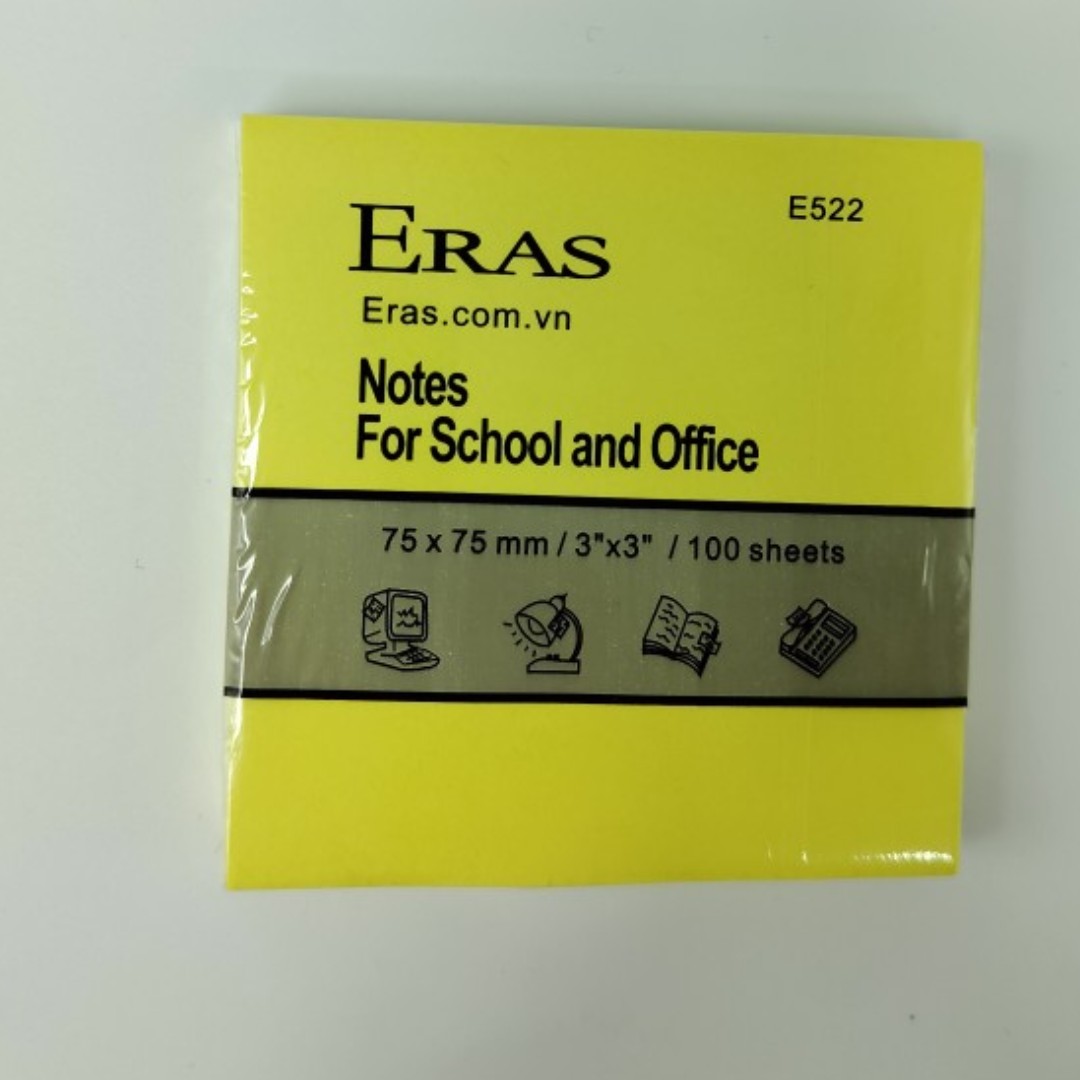 ERAS
E522
Eras.com.vn
Notes
For School and Office
75 x 75 mm / 3"x3" / 100 sheets